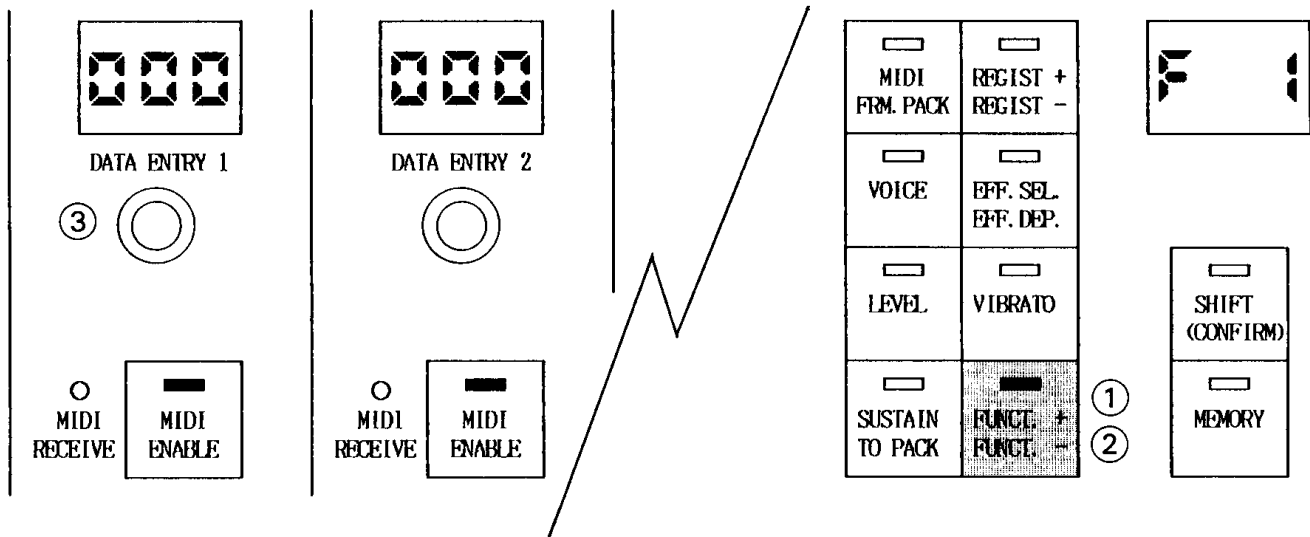 000
DATA ENTRY 1
③
MIDI
RECEIVE
MIDI
ENABLE
000
DATA ENTRY 2
MIDI
RECEIVE
MIDI
ENABLE
MIDI
FRM. PACK
REGIST +
REGIST -
VOICE
EFF. SEL.
EFF. DEP.
LEVEL
VIBRATO
SUSTAIN
TO PACK
FUNCT. +
FUNCT. -
①
②
F 1
SHIFT
(CONFIRM)
MEMORY